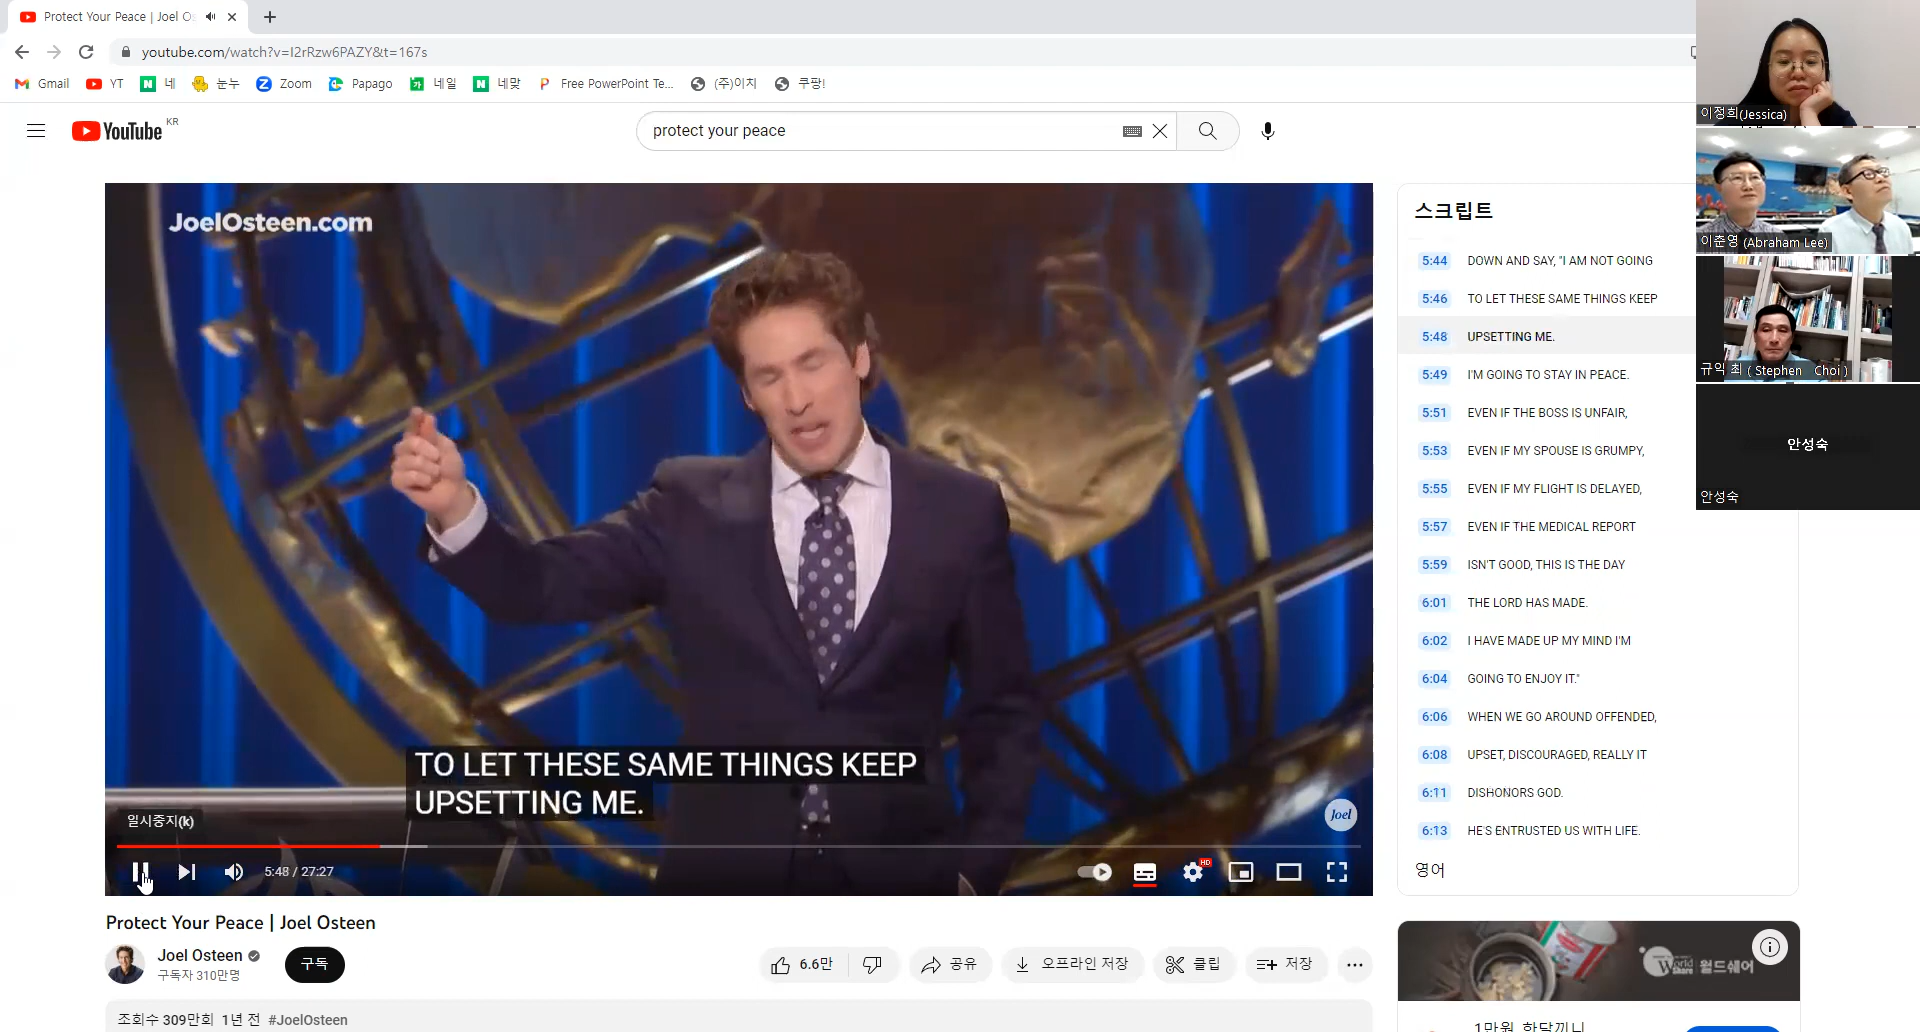 Protect Your Peace | Joel O
youtube.com/watch?v=I2rRzw6PAZY&t=167s
Gmail
YT
네
눈누
Zoom
Papago
네일
네맞
Free PowerPoint Te...
(주)이치
쿠팡!
YouTube KR
protect your peace
JoelOsteen.com
TO LET THESE SAME THINGS KEEP
UPSETTING ME.
일시중지(k)
Joel
5:48 / 27:27
HD
Protect Your Peace | Joel Osteen
Joel Osteen
구독자 310만명
구독
6.6만
공유
오프라인 저장
클립
저장
조회수 309만회 1년 전 #JoelOsteen
스크립트
5:44 DOWN AND SAY, "I AM NOT GOING
5:46 TO LET THESE SAME THINGS KEEP
5:48 UPSETTING ME.
5:49 I'M GOING TO STAY IN PEACE.
5:51 EVEN IF THE BOSS IS UNFAIR,
5:53 EVEN IF MY SPOUSE IS GRUMPY,
5:55 EVEN IF MY FLIGHT IS DELAYED,
5:57 EVEN IF THE MEDICAL REPORT
5:59 ISN'T GOOD, THIS IS THE DAY
6:01 THE LORD HAS MADE.
6:02 I HAVE MADE UP MY MIND I'M
6:04 GOING TO ENJOY IT."
6:06 WHEN WE GO AROUND OFFENDED,
6:08 UPSET, DISCOURAGED, REALLY IT
6:11 DISHONORS GOD.
6:13 HE'S ENTRUSTED US WITH LIFE.
영어
World Share 월드쉐어
1만원 한달끼니
이정희(Jessica)
이춘영 (Abraham Lee)
규익 최 ( Stephen Choi )
안성숙
안성숙